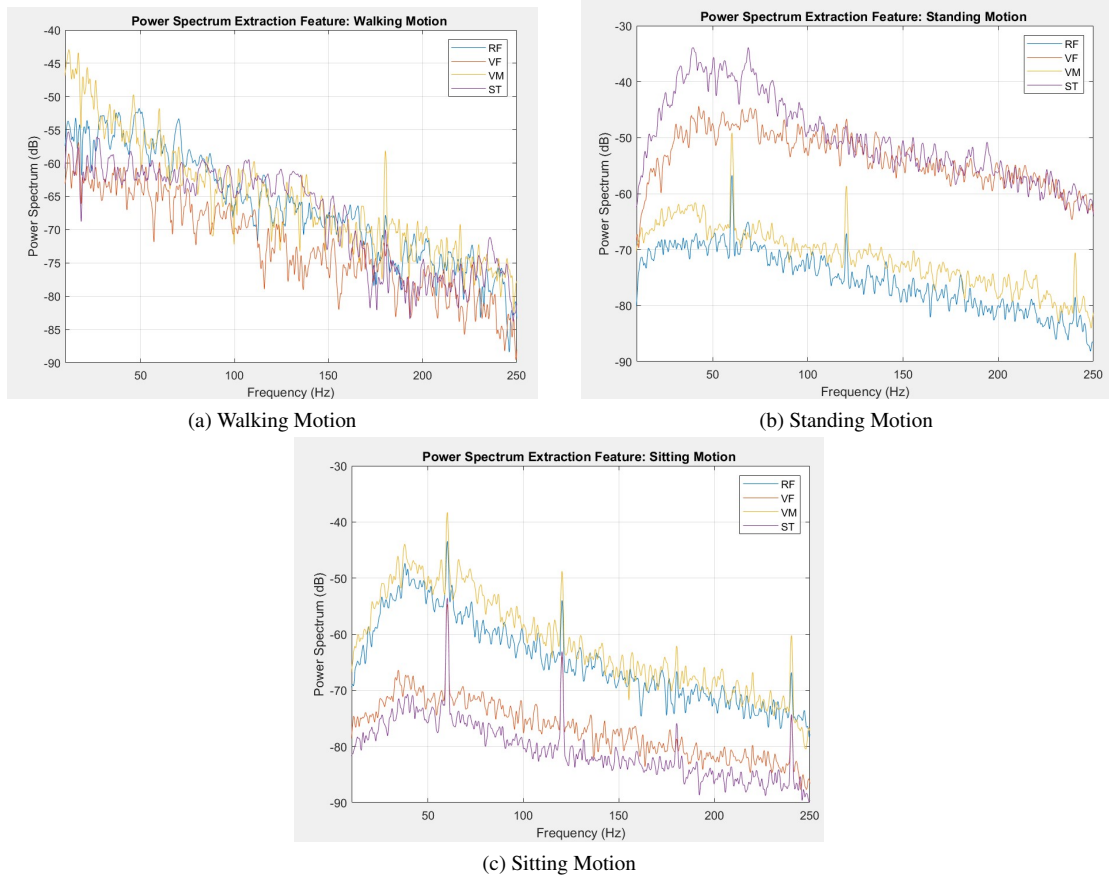 Power Spectrum Extraction Feature: Walking Motion
-40
-45
-50
-55
-60
-65
-70
-75
-80
-85
-90
Power Spectrum (dB)
50
100
150
200
250
Frequency (Hz)
RF
VF
VM
ST
(a) Walking Motion
Power Spectrum Extraction Feature: Standing Motion
-30
-40
-50
-60
-70
-80
-90
Power Spectrum (dB)
50
100
150
200
250
Frequency (Hz)
RF
VF
VM
ST
(b) Standing Motion
Power Spectrum Extraction Feature: Sitting Motion
-30
-40
-50
-60
-70
-80
-90
Power Spectrum (dB)
50
100
150
200
250
Frequency (Hz)
RF
VF
VM
ST
(c) Sitting Motion